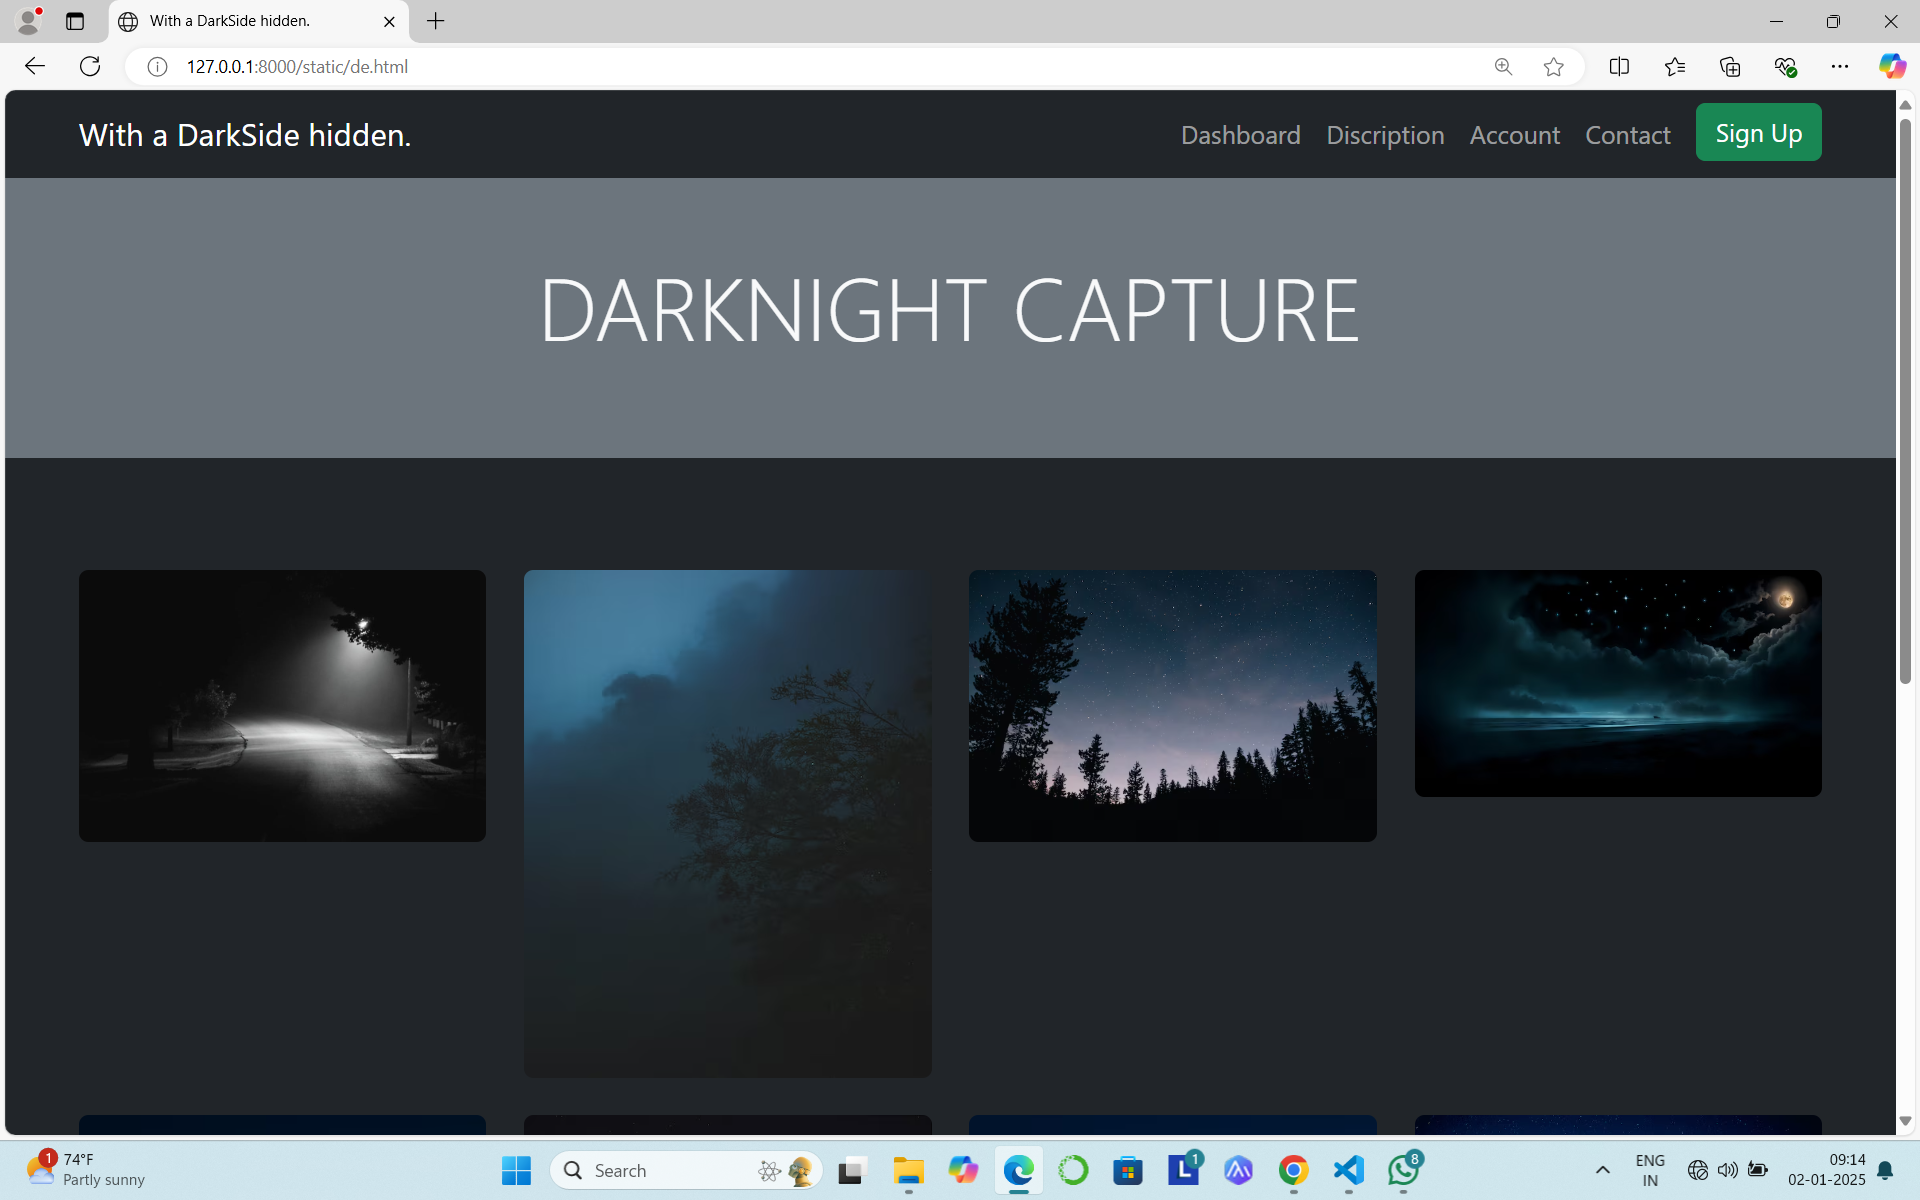 With a DarkSide hidden.
127.0.0.1:8000/static/de.html
With a DarkSide hidden.
Dashboard Discription Account Contact Sign Up
DARKNIGHT CAPTURE
1 74°F
Partly sunny
Search
L 1
8
ENG
IN
09:14
02-01-2025